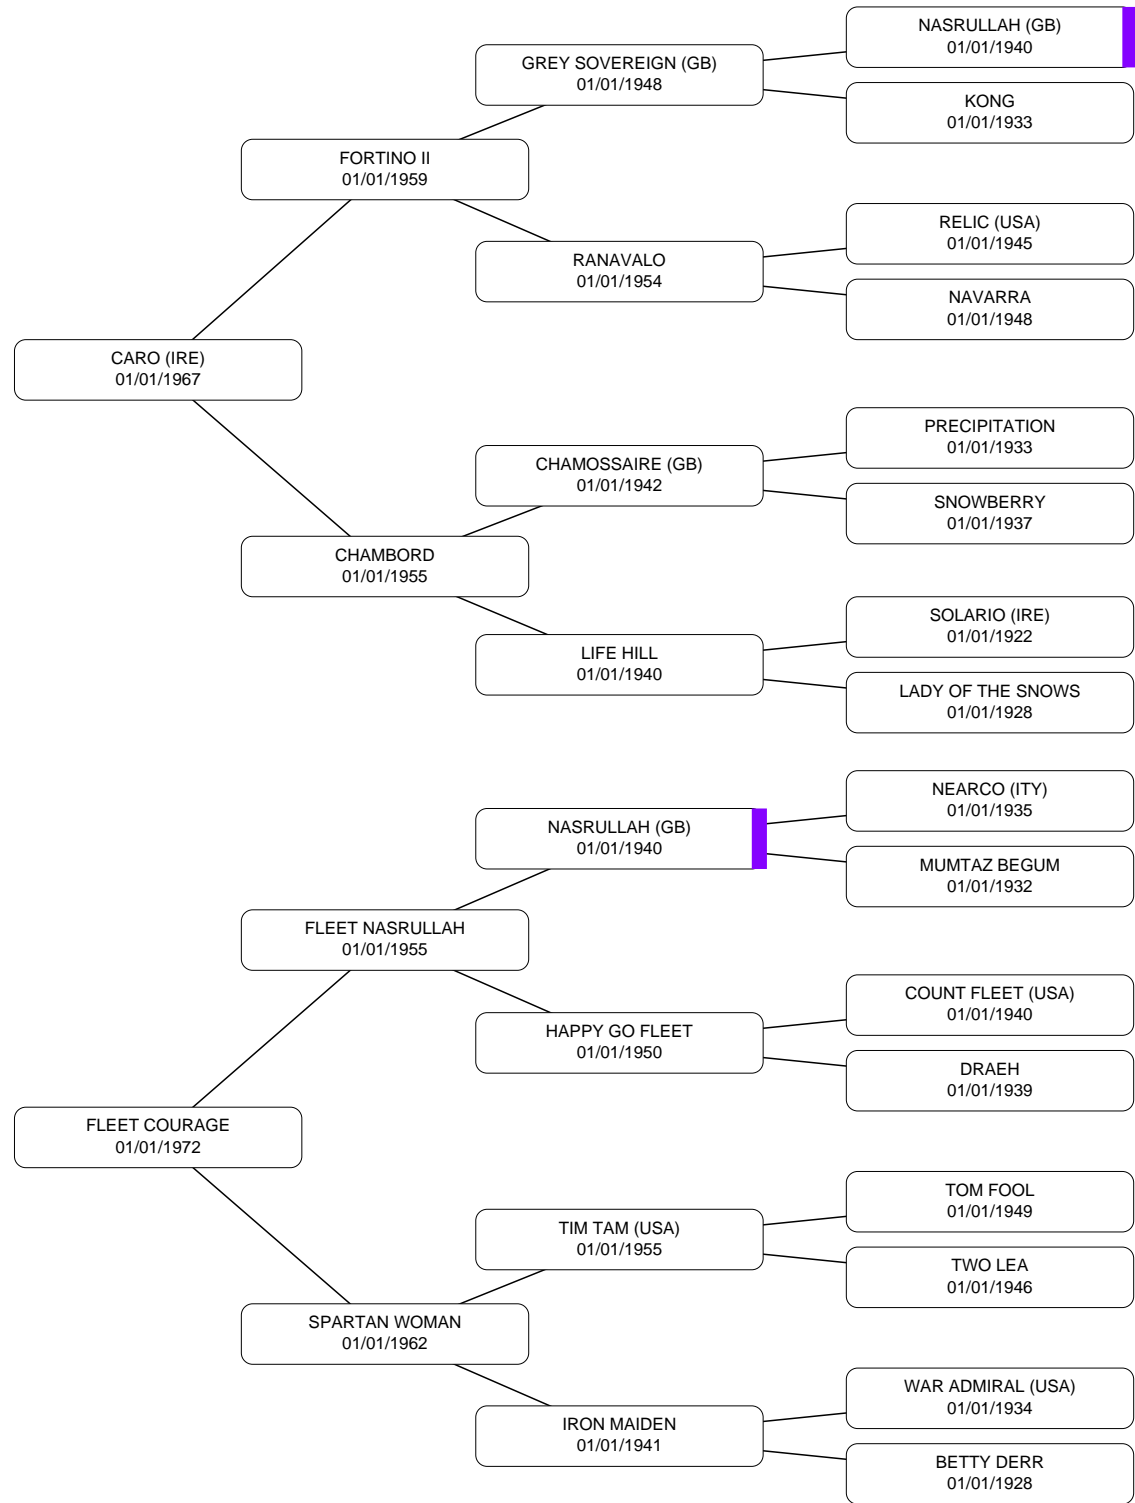 NASRULLAH (GB)
01/01/1940
GREY SOVEREIGN (GB)
01/01/1948
KONG
01/01/1933
FORTINO II
01/01/1959
RELIC (USA)
01/01/1945
RANAVALO
01/01/1954
NAVARRA
01/01/1948
CARO (IRE)
01/01/1967
PRECIPITATION
01/01/1933
CHAMOSSAIRE (GB)
01/01/1942
SNOWBERRY
01/01/1937
CHAMBORD
01/01/1955
SOLARIO (IRE)
01/01/1922
LIFE HILL
01/01/1940
LADY OF THE SNOWS
01/01/1928
NEARCO (ITY)
01/01/1935
NASRULLAH (GB)
01/01/1940
MUMTAZ BEGUM
01/01/1932
FLEET NASRULLAH
01/01/1955
COUNT FLEET (USA)
01/01/1940
HAPPY GO FLEET
01/01/1950
DRAEH
01/01/1939
FLEET COURAGE
01/01/1972
TOM FOOL
01/01/1949
TIM TAM (USA)
01/01/1955
TWO LEA
01/01/1946
SPARTAN WOMAN
01/01/1962
WAR ADMIRAL (USA)
01/01/1934
IRON MAIDEN
01/01/1941
BETTY DERR
01/01/1928